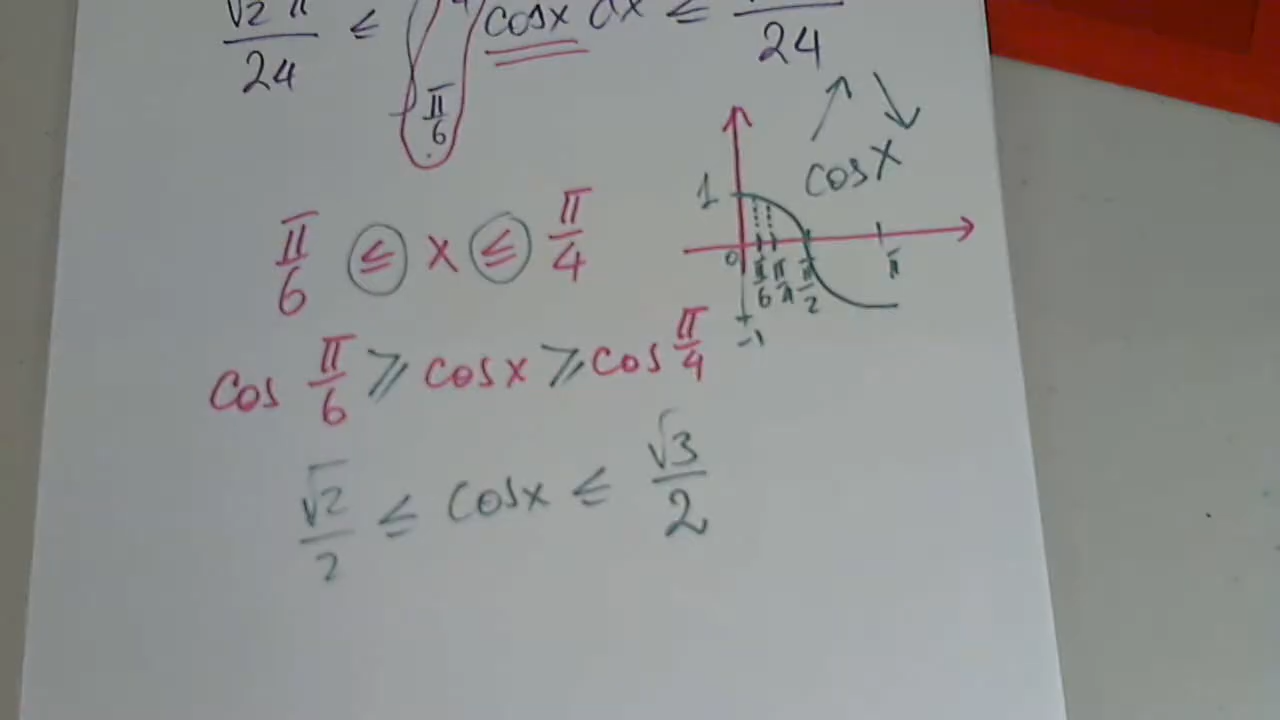 √2 π/24 ≤ ∫_{π/6} cosx dx ≤ /24
cosx
1
0 π/6 π/4 π/2 π
-1
π/6 ≤ x ≤ π/4
cos π/6 ≥ cosx ≥ cos π/4
√2/2 ≤ cosx ≤ √3/2